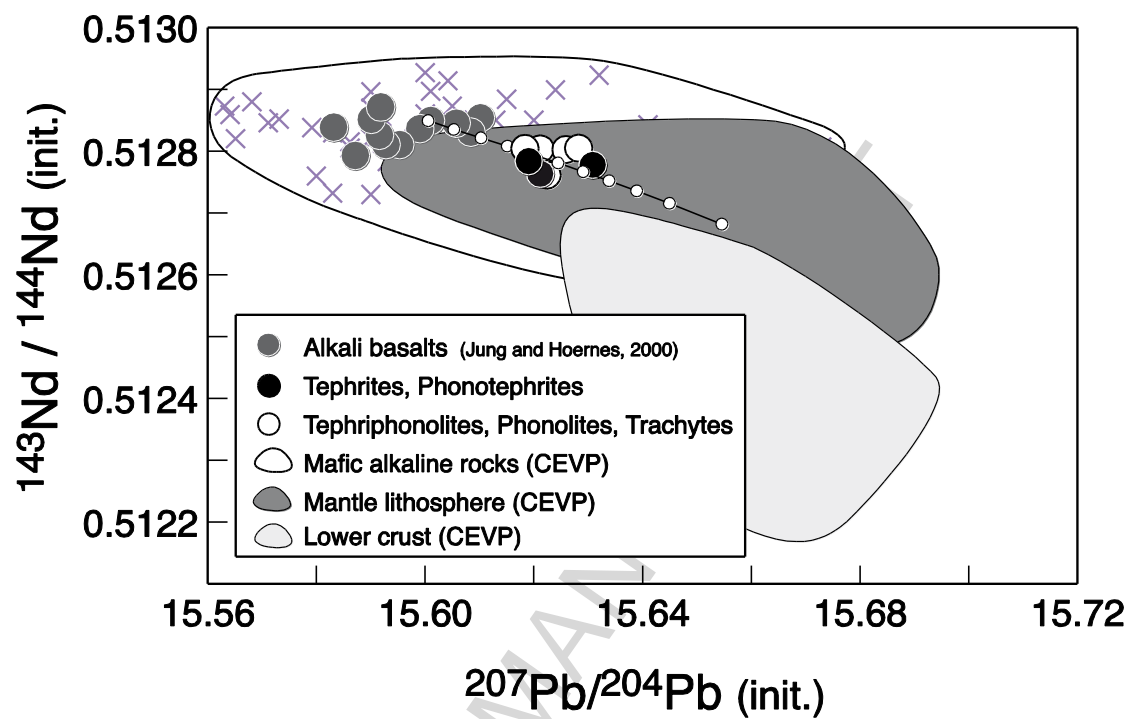 0.5130
0.5128
0.5126
0.5124
0.5122
143Nd / 144Nd (init.)
Alkali basalts (Jung and Hoernes, 2000)
Tephrites, Phonotephrites
Tephriphonolites, Phonolites, Trachytes
Mafic alkaline rocks (CEVP)
Mantle lithosphere (CEVP)
Lower crust (CEVP)
15.56 15.60 15.64 15.68 15.72
207Pb/204Pb (init.)
MAN